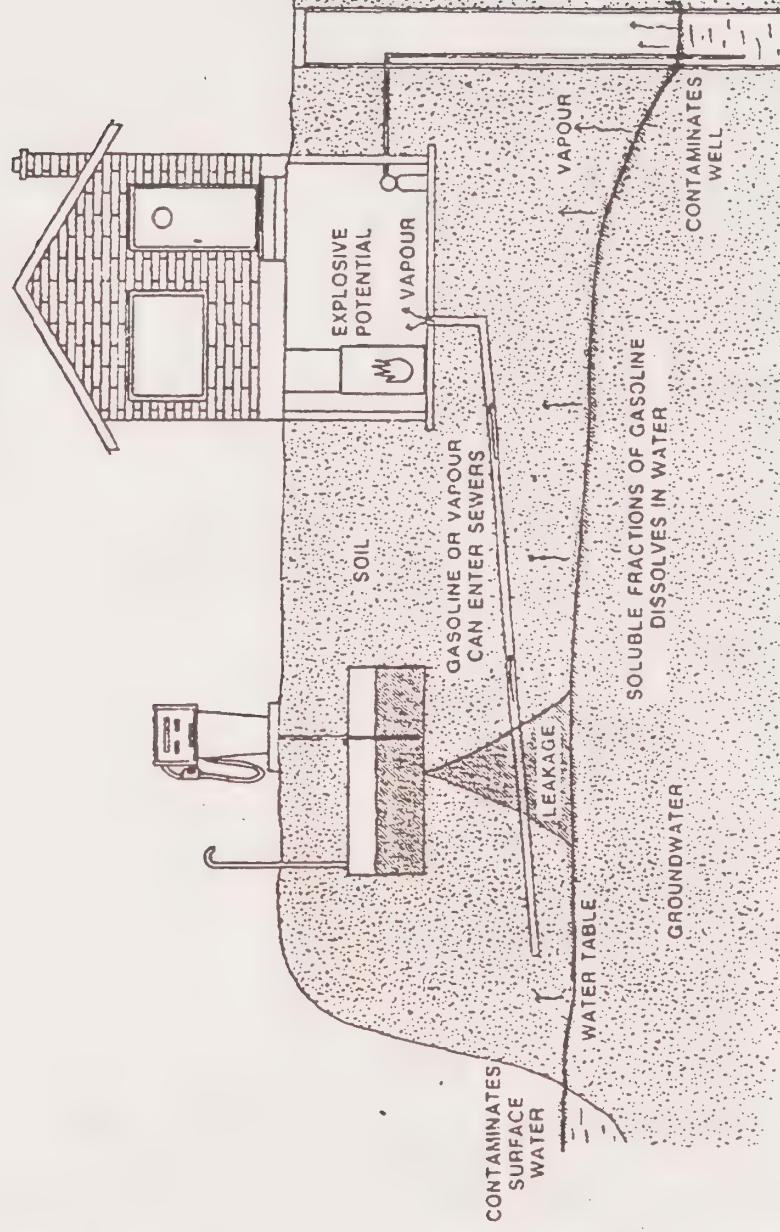 EXPLOSIVE
POTENTIAL
VAPOUR
SOIL
GASOLINE OR VAPOUR
CAN ENTER SEWERS
VAPOUR
LEAKAGE
CONTAMINATES
SURFACE
WATER
WATER TABLE
CONTAMINATES
WELL
SOLUBLE FRACTIONS OF GASOLINE
DISSOLVES IN WATER
GROUNDWATER